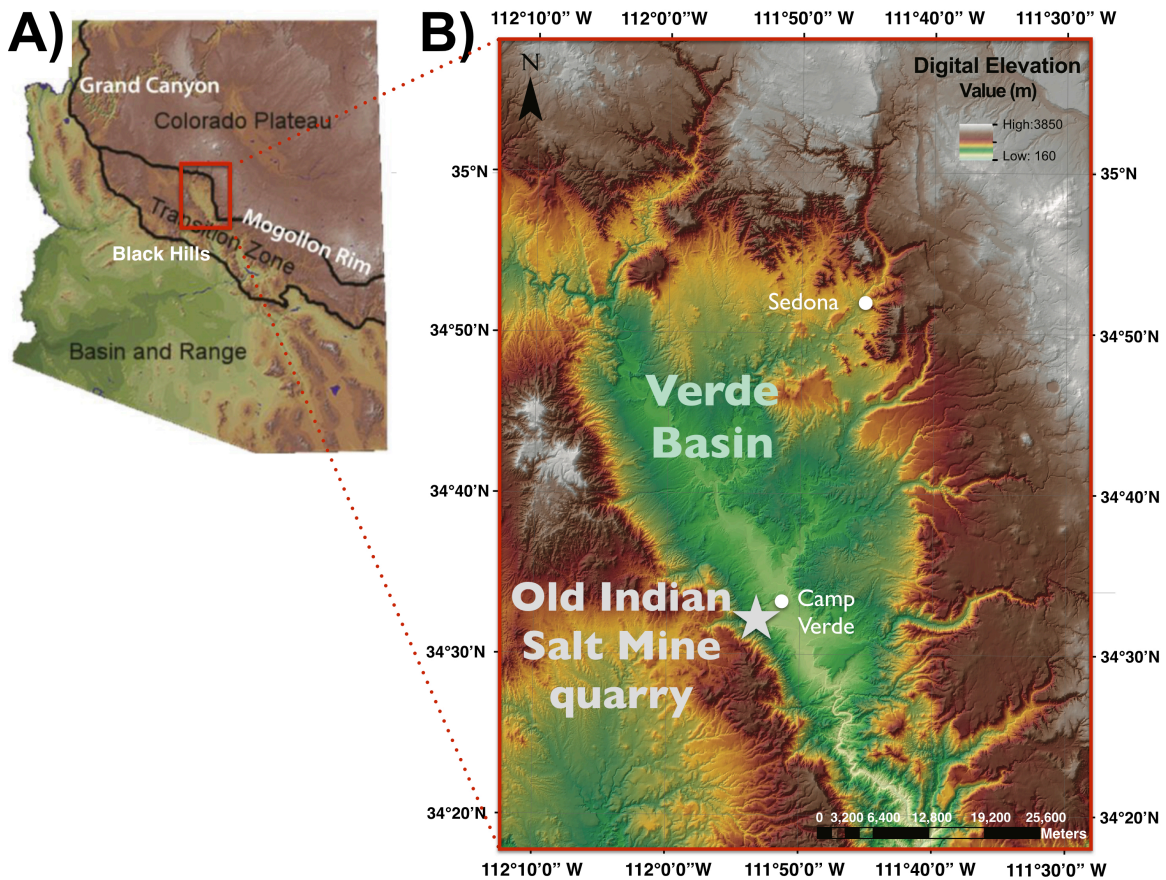 A)
Grand Canyon
Colorado Plateau
Transition Zone
Mogollon Rim
Black Hills
Basin and Range
B)
112°10'0’’ W 112°0’0’’ W 111°50’0’’ W 111°40’0’’ W 111°30’0’’ W
N
Digital Elevation
Value (m)
High:3850
Low: 160
35°N
35°N
Sedona
34°50’N
34°50’N
Verde
Basin
34°40’N
34°40’N
Old Indian
Salt Mine
quarry
Camp
Verde
34°30’N
34°30’N
34°20’N
34°20’N
0 3,200 6,400 12,800 19,200 25,600
Meters
112°10’0’’ W 112°0’0’’ W 111°50’0’’ W 111°40’0’’ W 111°30’0’’ W